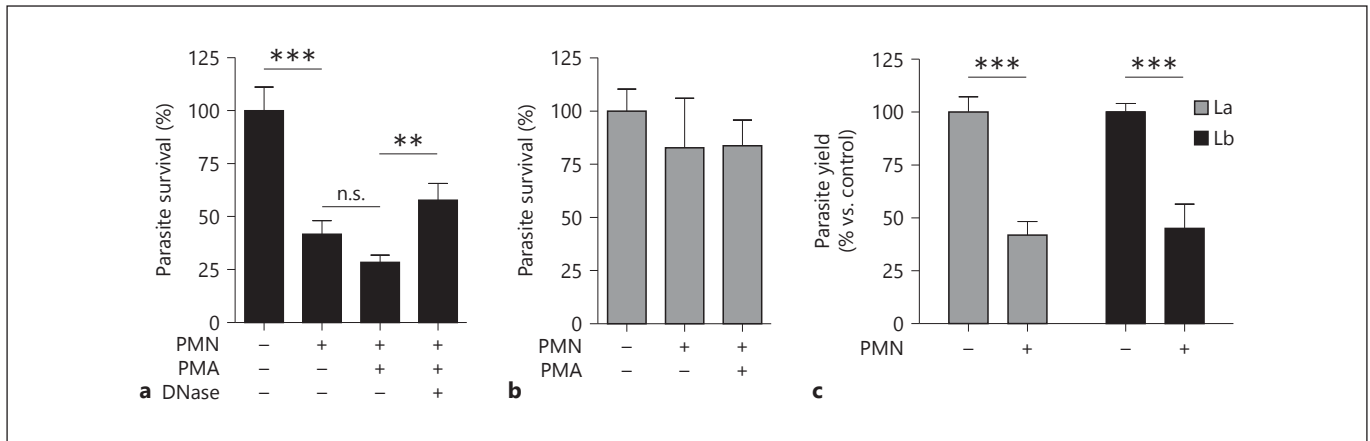 Parasite survival (%)
125
100
75
50
25
0
***
n.s.
**
PMN – + + +
PMA – – + +
a DNase – – – +
Parasite survival (%)
125
100
75
50
25
0
PMN – + +
PMA – – +
b
Parasite yield
(% vs. control)
125
100
75
50
25
0
***
***
La
Lb
PMN – + – +
c